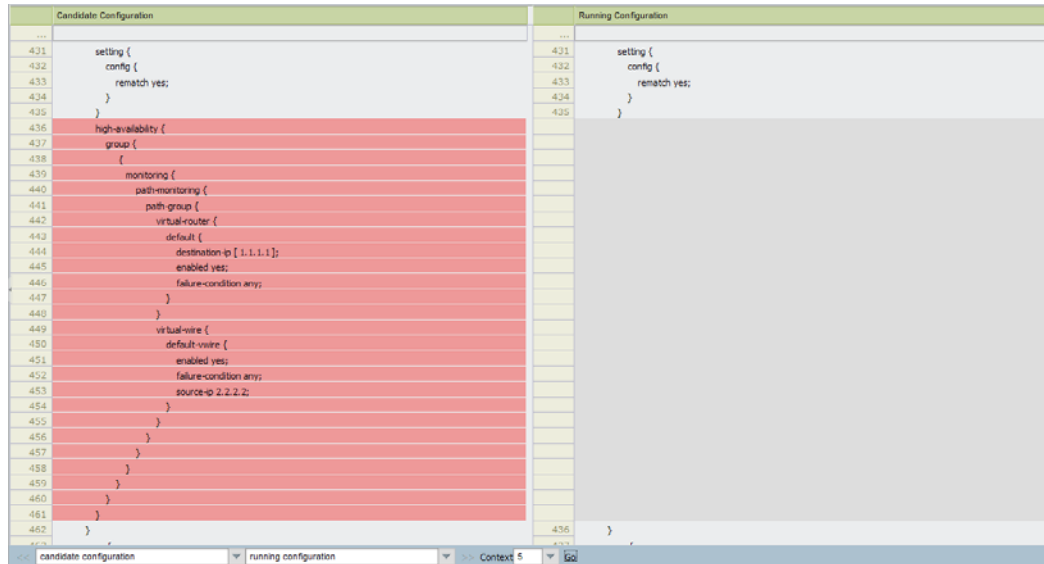 Candidate Configuration
...
431 setting {
432 config {
433 rematch yes;
434 }
435 }
436 high-availability {
437 group {
438 {
439 monitoring {
440 path-monitoring {
441 path-group {
442 virtual-router {
443 default {
444 destination-ip [ 1.1.1.1 ];
445 enabled yes;
446 failure-condition any;
447 }
448 }
449 virtual-wire {
450 default-vwire {
451 enabled yes;
452 failure-condition any;
453 source-ip 2.2.2.2;
454 }
455 }
456 }
457 }
458 }
459 }
460 }
461 }
462 }
Running Configuration
...
431 setting {
432 config {
433 rematch yes;
434 }
435 }
436 }
<< candidate configuration running configuration >> Context 5 Go